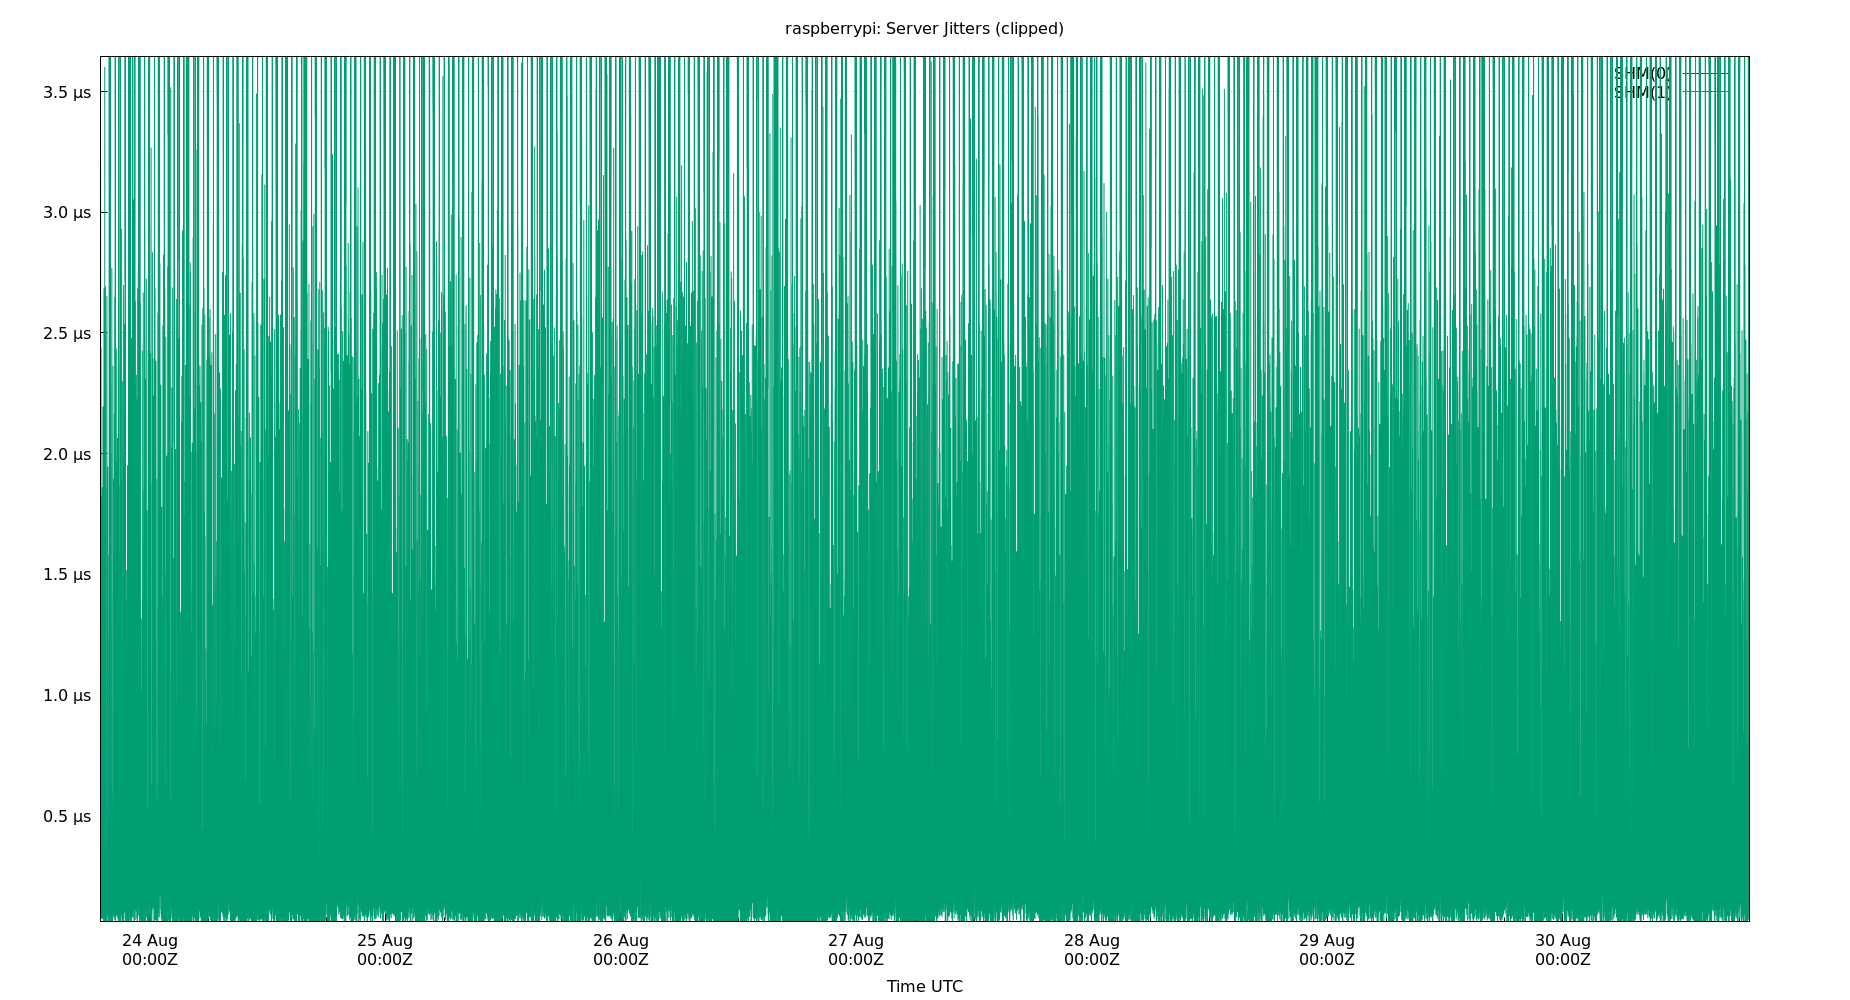 raspberrypi: Server Jitters (clipped)
SHM(0)
SHM(1)
3.5 µs
3.0 µs
2.5 µs
2.0 µs
1.5 µs
1.0 µs
0.5 µs
24 Aug 25 Aug 26 Aug 27 Aug 28 Aug 29 Aug 30 Aug
00:00Z 00:00Z 00:00Z 00:00Z 00:00Z 00:00Z 00:00Z
Time UTC